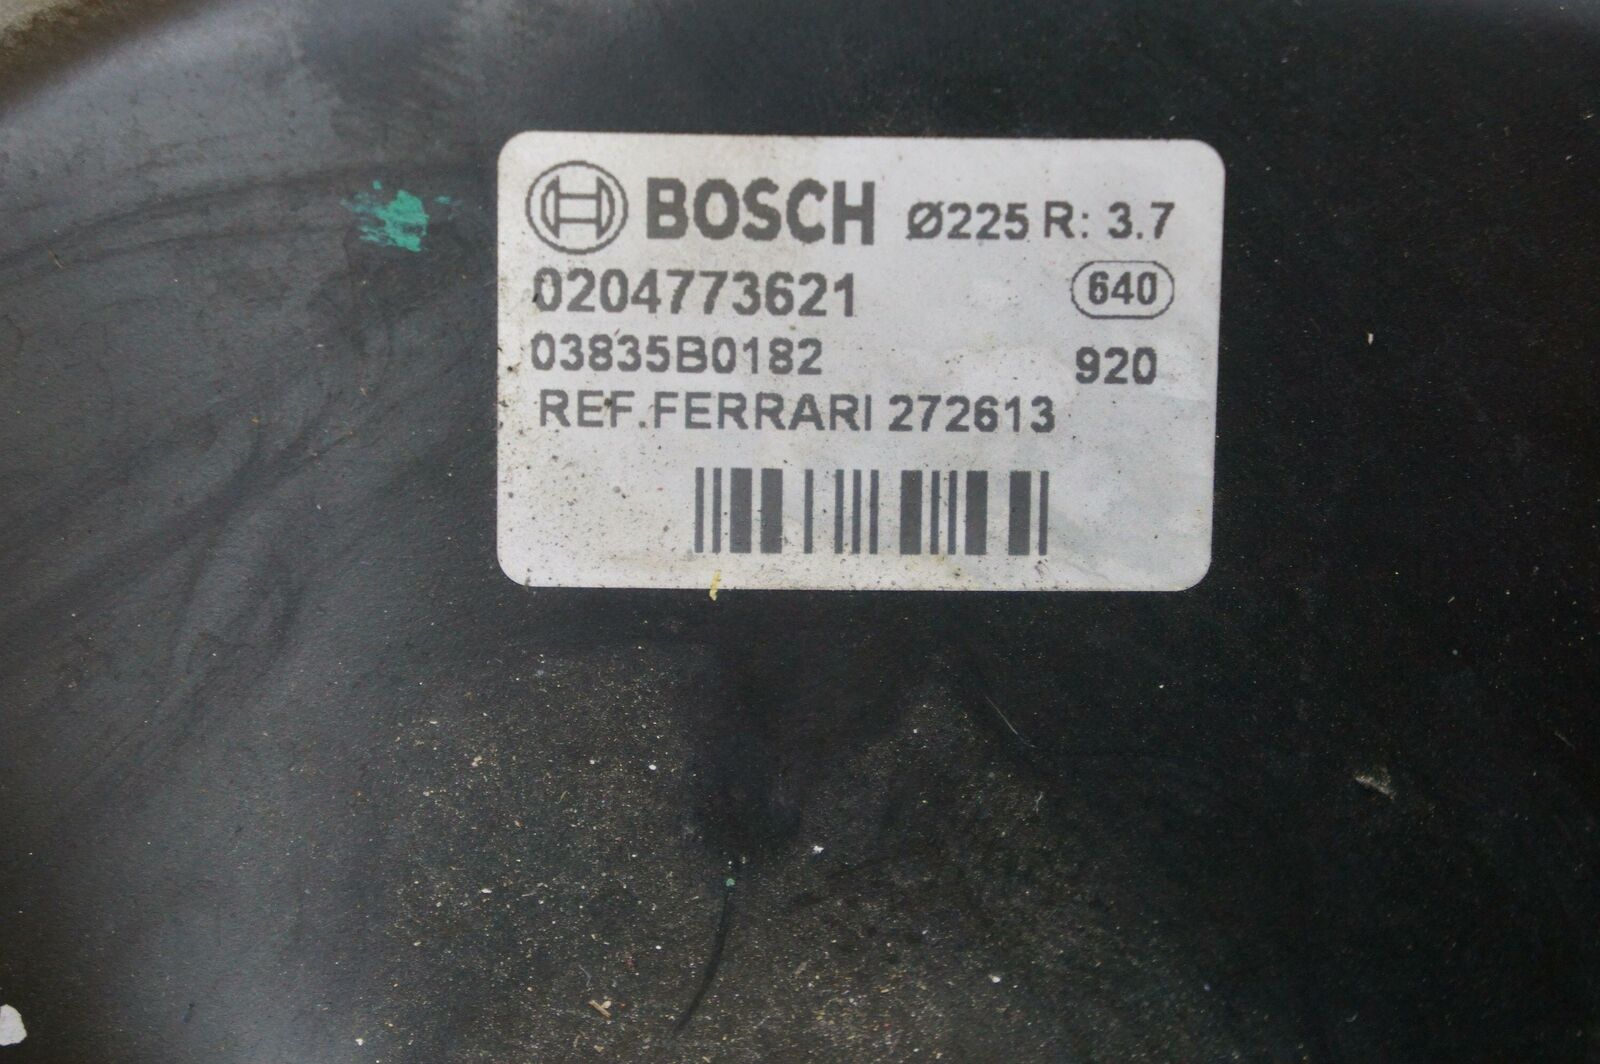 BOSCH Ø225 R: 3.7
0204773621 640
03835B0182 920
REF.FERRARI 272613